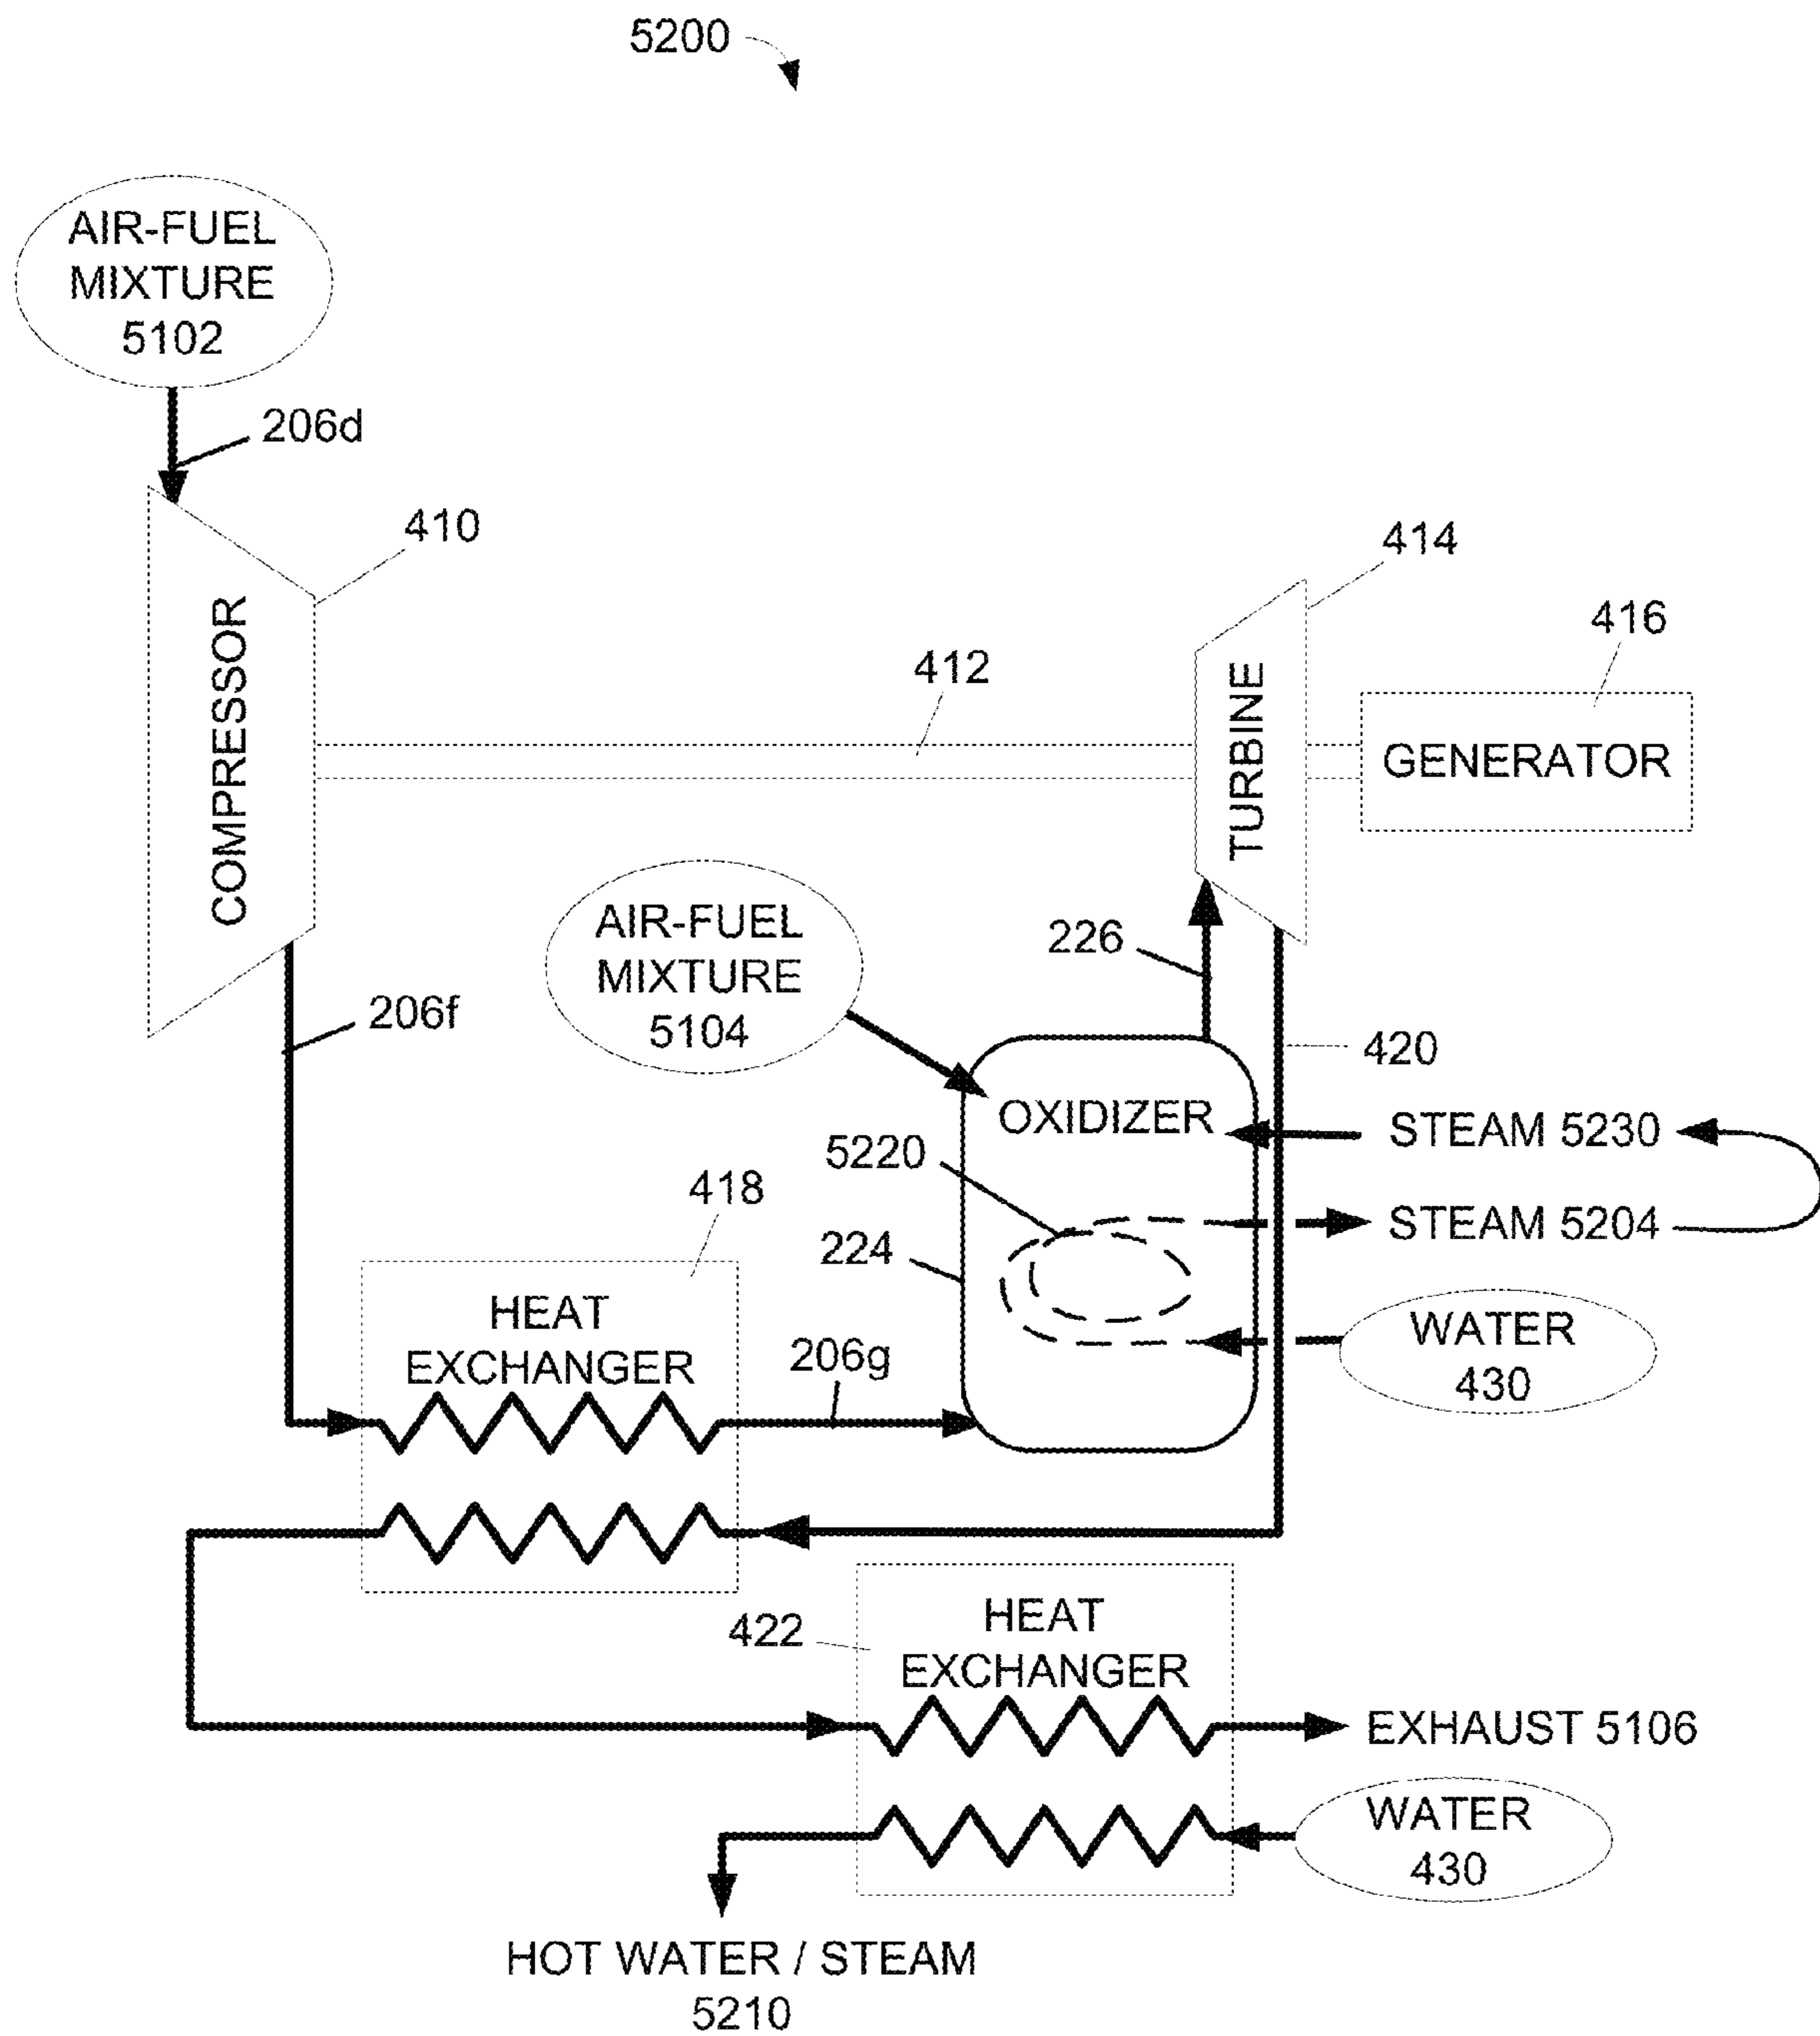 5200
AIR-FUEL
MIXTURE
5102
206d
410
COMPRESSOR
412
414
TURBINE
416
GENERATOR
AIR-FUEL
MIXTURE
5104
226
206f
420
OXIDIZER
STEAM 5230
5220
STEAM 5204
418
224
HEAT
EXCHANGER
206g
WATER
430
422
HEAT
EXCHANGER
EXHAUST 5106
WATER
430
HOT WATER / STEAM
5210